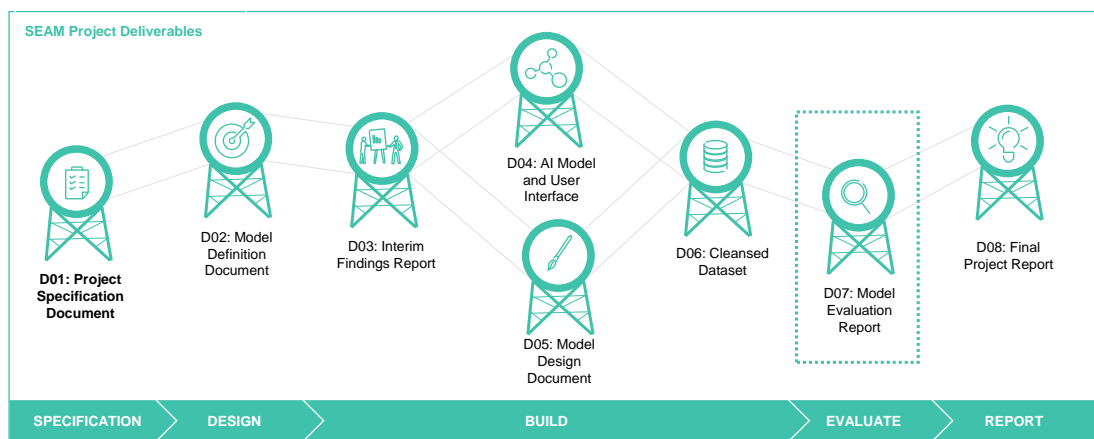 SEAM Project Deliverables
D01: Project
Specification
Document
D02: Model
Definition
Document
D03: Interim
Findings Report
D04: AI Model
and User
Interface
D05: Model
Design
Document
D06: Cleansed
Dataset
D07: Model
Evaluation
Report
D08: Final
Project Report
SPECIFICATION
DESIGN
BUILD
EVALUATE
REPORT